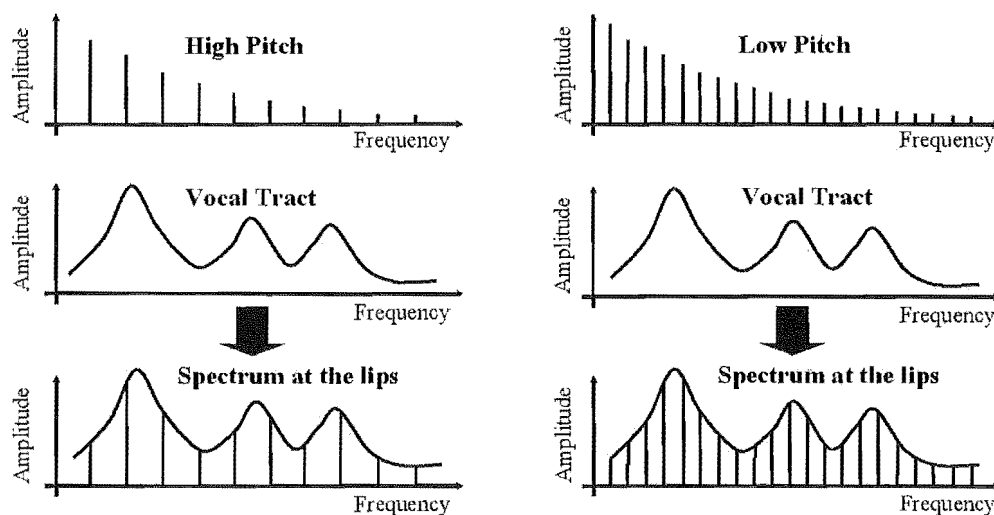 Amplitude
High Pitch
Frequency
Amplitude
Low Pitch
Frequency
Amplitude
Vocal Tract
Frequency
Amplitude
Vocal Tract
Frequency
Amplitude
Spectrum at the lips
Frequency
Amplitude
Spectrum at the lips
Frequency